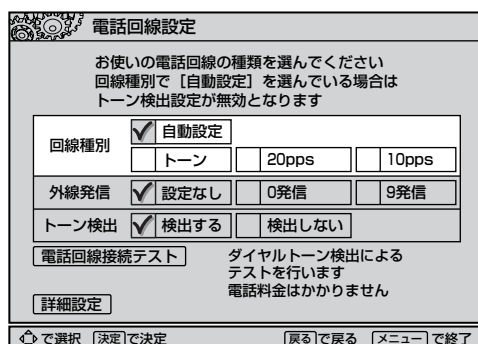 電話回線設定
お使いの電話回線の種類を選んでください
回線種別で［自動設定］を選んでいる場合は
トーン検出設定が無効となります
回線種別 自動設定
トーン 20pps 10pps
外線発信 設定なし 0発信 9発信
トーン検出 検出する 検出しない
電話回線接続テスト ダイヤルトーン検出による
テストを行います
電話料金はかかりません
詳細設定
で選択 決定 で決定 戻る で戻る メニュー で終了